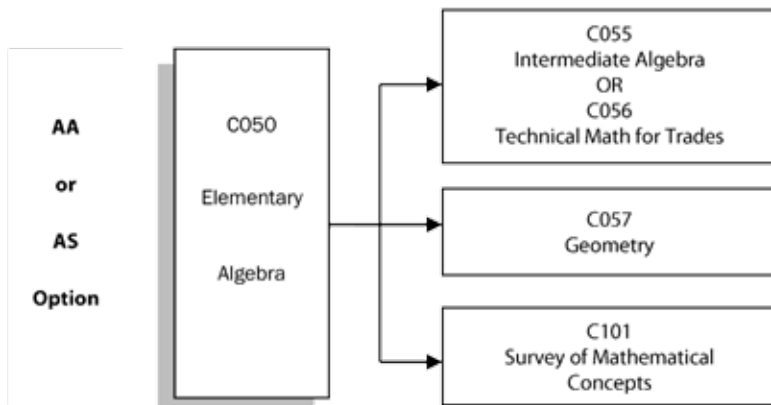 AA
or
AS
Option
C050
Elementary
Algebra
C055
Intermediate Algebra
OR
C056
Technical Math for Trades
C057
Geometry
C101
Survey of Mathematical
Concepts